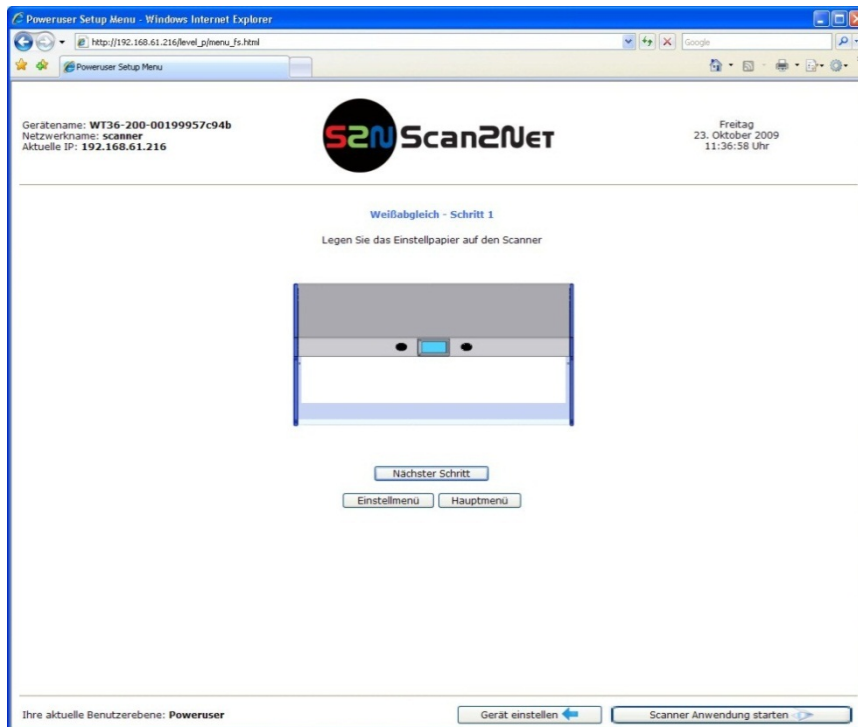 Poweruser Setup Menu - Windows Internet Explorer
http://192.168.61.216/level_p/menu_fs.html
Google
Poweruser Setup Menu
Gerätename: WT36-200-00199957c94b
Netzwerkname: scanner
Aktuelle IP: 192.168.61.216
S2N Scan2Net
Freitag
23. Oktober 2009
11:36:58 Uhr
Weißabgleich - Schritt 1
Legen Sie das Einstellpapier auf den Scanner
Nächster Schritt
Einstellmenü Hauptmenü
Ihre aktuelle Benutzerebene: Poweruser
Gerät einstellen
Scanner Anwendung starten